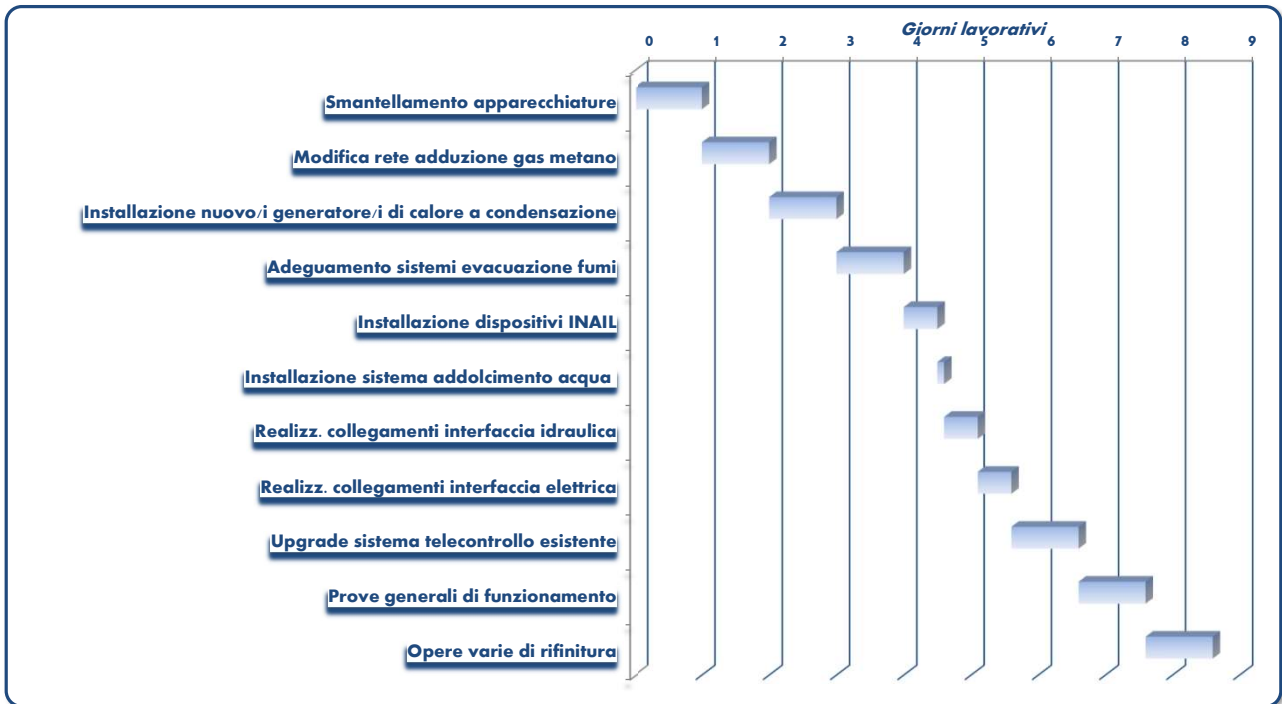 Giorni lavorativi
0 1 2 3 4 5 6 7 8 9
Smantellamento apparecchiature
Modifica rete adduzione gas metano
Installazione nuovo/i generatore/i di calore a condensazione
Adeguamento sistemi evacuazione fumi
Installazione dispositivi INAIL
Installazione sistema addolcimento acqua
Realizz. collegamenti interfaccia idraulica
Realizz. collegamenti interfaccia elettrica
Upgrade sistema telecontrollo esistente
Prove generali di funzionamento
Opere varie di rifinitura